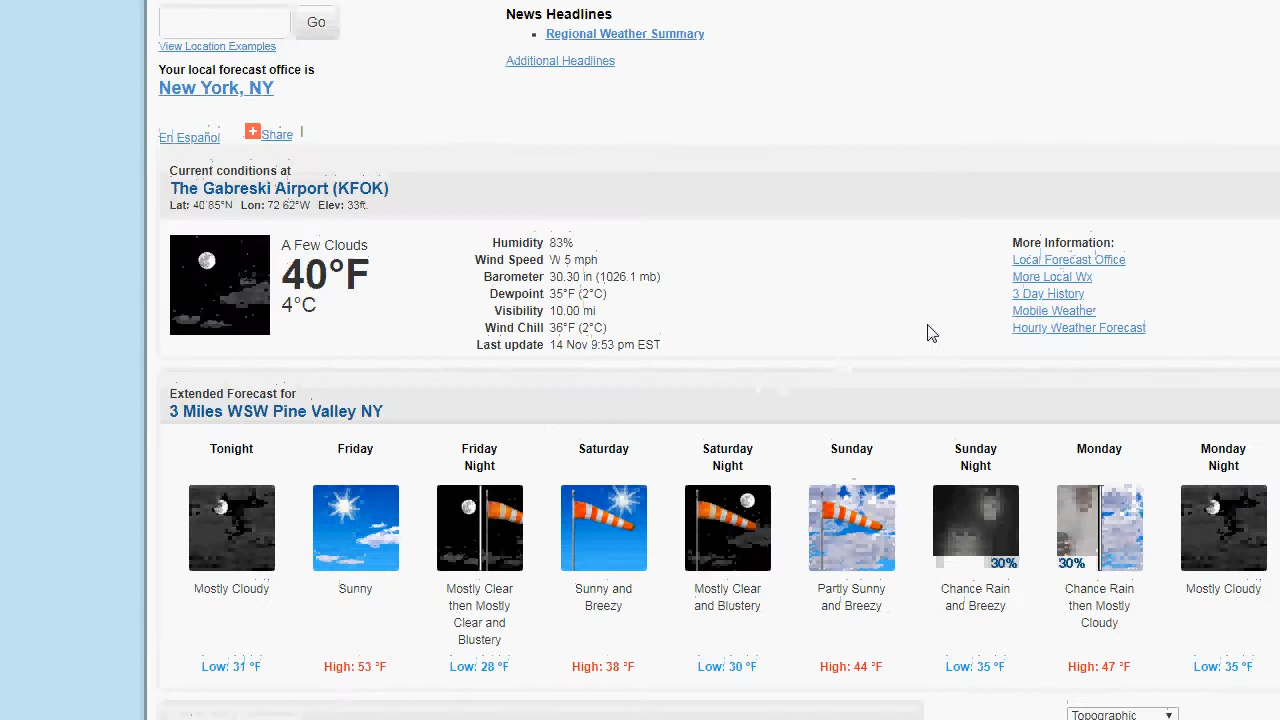 Go
View Location Examples
Your local forecast office is
New York, NY
En Español
Share |
News Headlines
Regional Weather Summary
Additional Headlines
Current conditions at
The Gabreski Airport (KFOK)
Lat: 40.85°N Lon: 72.62°W Elev: 33ft.
A Few Clouds
40°F
4°C
Humidity 83%
Wind Speed W 5 mph
Barometer 30.30 in (1026.1 mb)
Dewpoint 35°F (2°C)
Visibility 10.00 mi
Wind Chill 36°F (2°C)
Last update 14 Nov 9:53 pm EST
More Information:
Local Forecast Office
More Local Wx
3 Day History
Mobile Weather
Hourly Weather Forecast
Extended Forecast for
3 Miles WSW Pine Valley NY
Tonight
Mostly Cloudy
Low: 31 °F
Friday
Sunny
High: 53 °F
Friday
Night
Mostly Clear
then Mostly
Clear and
Blustery
Low: 28 °F
Saturday
Sunny and
Breezy
High: 38 °F
Saturday
Night
Mostly Clear
and Blustery
Low: 30 °F
Sunday
Partly Sunny
and Breezy
High: 44 °F
Sunday
Night
30%
Chance Rain
and Breezy
Low: 35 °F
Monday
30%
Chance Rain
then Mostly
Cloudy
High: 47 °F
Monday
Night
Mostly Cloudy
Low: 35 °F
Topographic